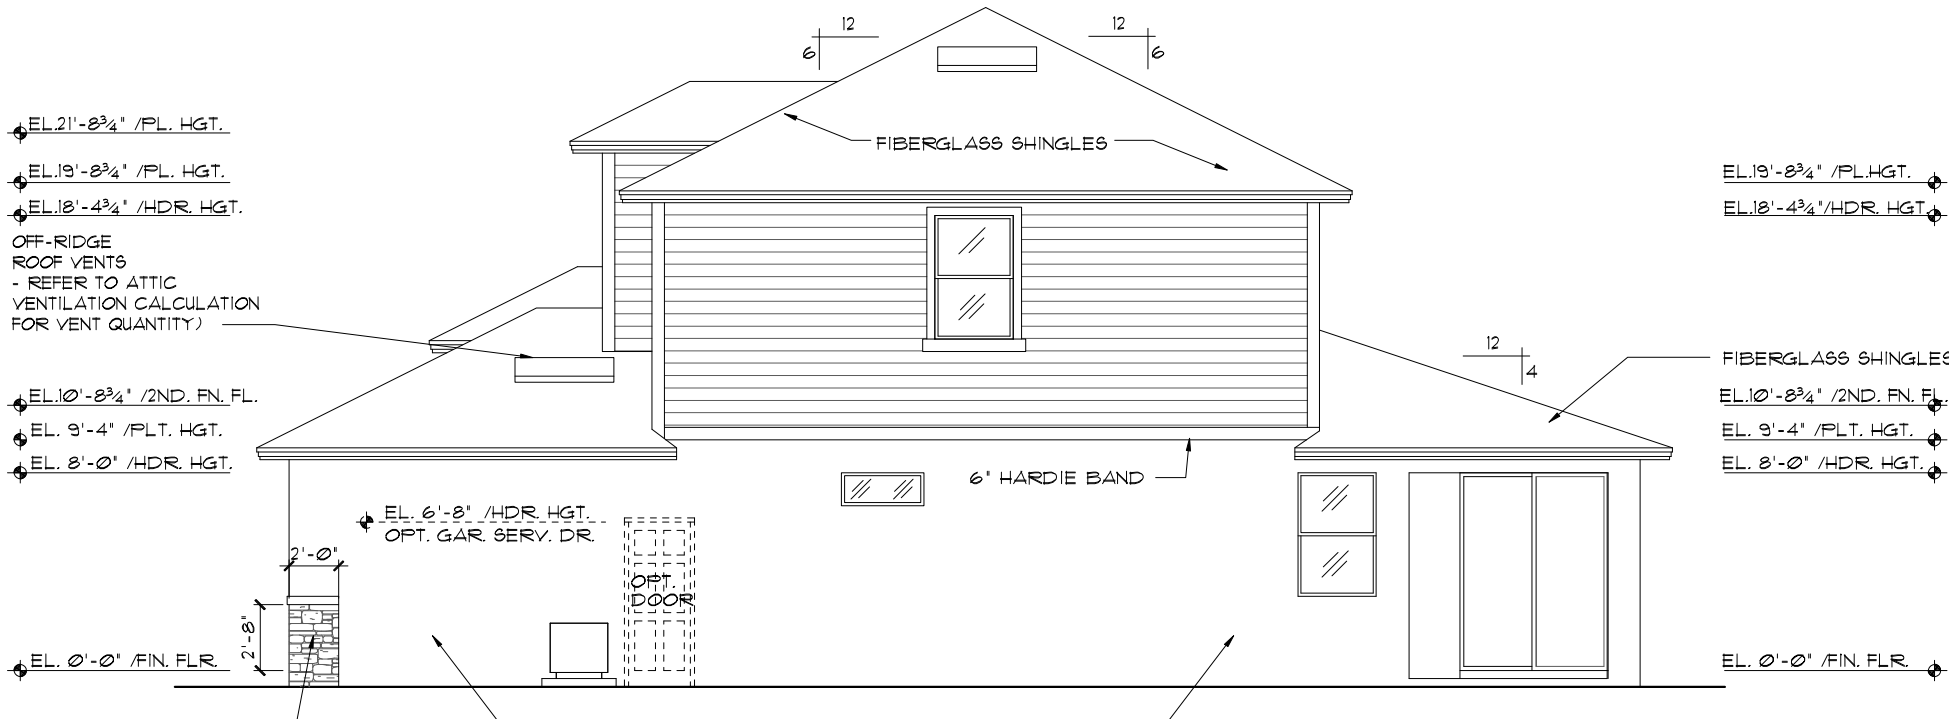 12
6
12
6
EL.21'-8¾" /PL. HGT.
EL.19'-8¾" /PL. HGT.
EL.18'-4¾" /HDR. HGT.
OFF-RIDGE
ROOF VENTS
- REFER TO ATTIC
VENTILATION CALCULATION
FOR VENT QUANTITY)
EL.10'-8¾" /2ND. FN. FL.
EL. 9'-4" /PLT. HGT.
EL. 8'-0" /HDR. HGT.
EL. 0'-0" /FIN. FLR.
FIBERGLASS SHINGLES
6" HARDIE BAND
EL. 6'-8" /HDR. HGT.
OPT. GAR. SERV. DR.
2'-0"
2'-8"
OPT.
DOOR
EL.19'-8¾" /PL.HGT.
EL.18'-4¾"/HDR. HGT.
12
4
FIBERGLASS SHINGLES
EL.10'-8¾" /2ND. FN. FL.
EL. 9'-4" /PLT. HGT.
EL. 8'-0" /HDR. HGT.
EL. 0'-0" /FIN. FLR.